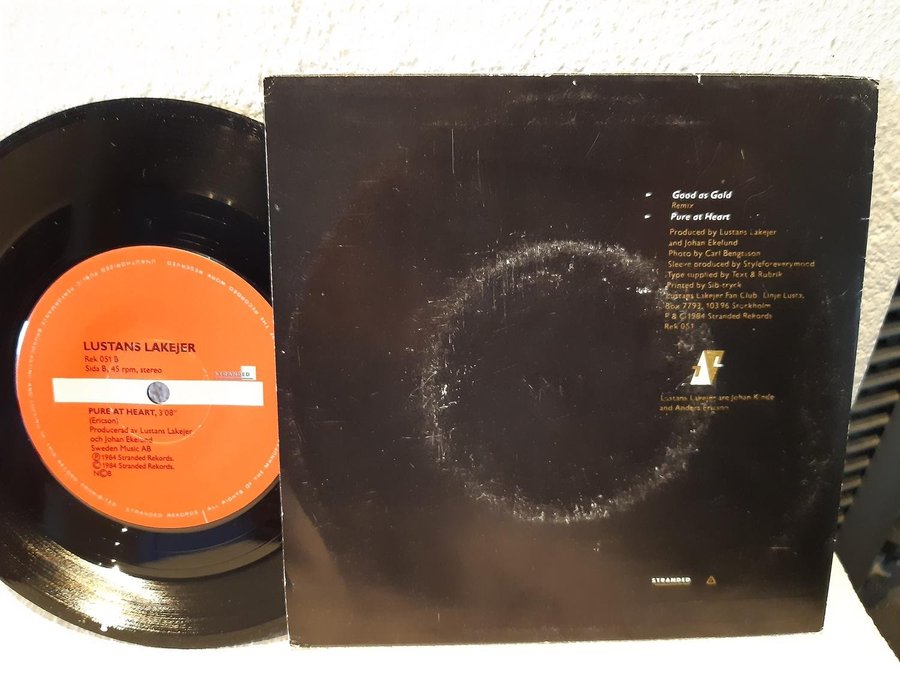 LUSTANS LAKEJER
Rek 051 B
Sida B, 45 rpm, stereo
STRANDED
PURE AT HEART, 3'08"
(Ericson)
Producerad av Lustans Lakejer
och Johan Ekelund
Sweden Music AB
Ⓟ 1984 Stranded Rekords.
© 1984 Stranded Rekords.
NCB
Good as Gold
Remix
Pure at Heart
Produced by Lustans Lakejer
and Johan Ekelund
Photo by Carl Bengtsson
Sleeve produced by Styleforeverymood
Type supplied by Text & Rubrik
Printed by Sib-tryck
Lustans Lakejer Fan Club Linje Lusta,
Box 7793, 103 96 Stockholm
P & C 1984 Stranded Rekords
Rek 051
Lustans Lakejer are Johan Kinde
and Anders Ericson
STRANDED